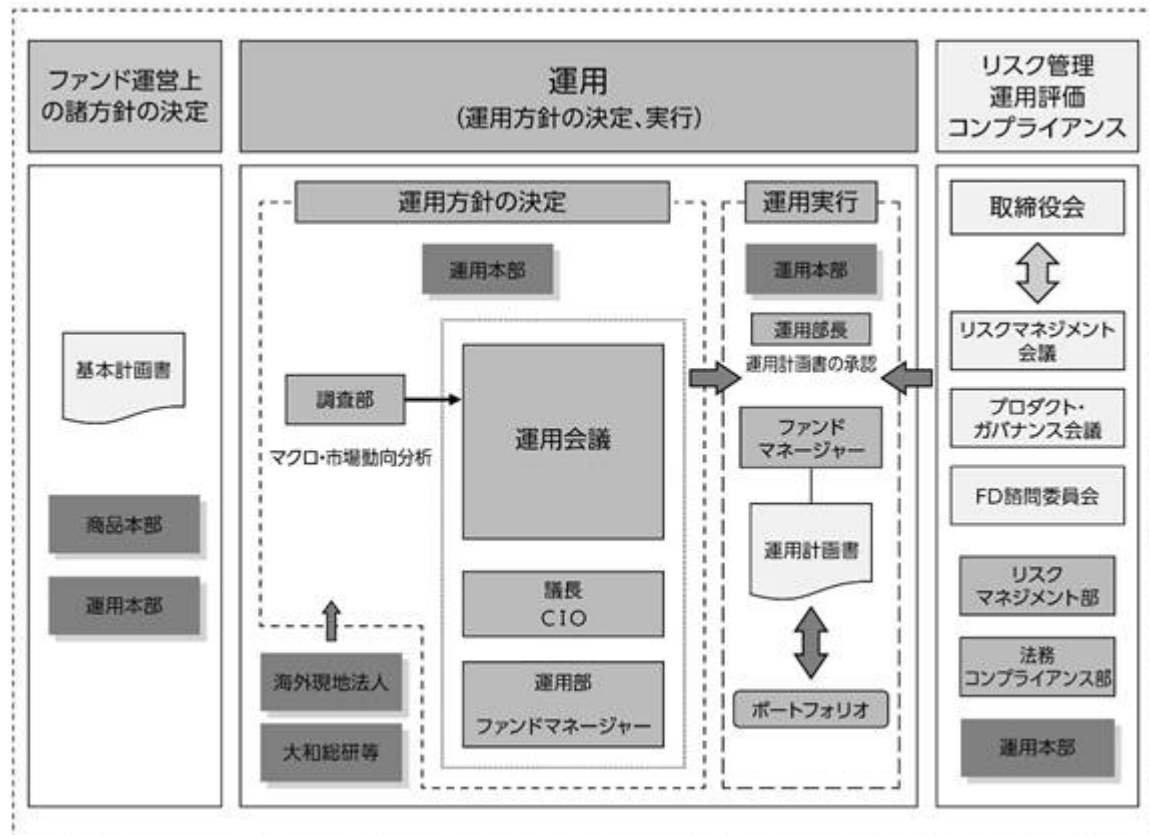 ファンド運営上
の諸方針の決定
運用
(運用方針の決定、実行)
リスク管理
運用評価
コンプライアンス
基本計画書
商品本部
運用本部
運用方針の決定
運用本部
調査部
マクロ・市場動向分析
運用会議
議長
CIO
運用部
ファンドマネージャー
海外現地法人
大和総研等
運用実行
運用本部
運用部長
運用計画書の承認
ファンド
マネージャー
運用計画書
ポートフォリオ
取締役会
リスクマネジメント
会議
プロダクト・
ガバナンス会議
FD諮問委員会
リスク
マネジメント部
法務
コンプライアンス部
運用本部